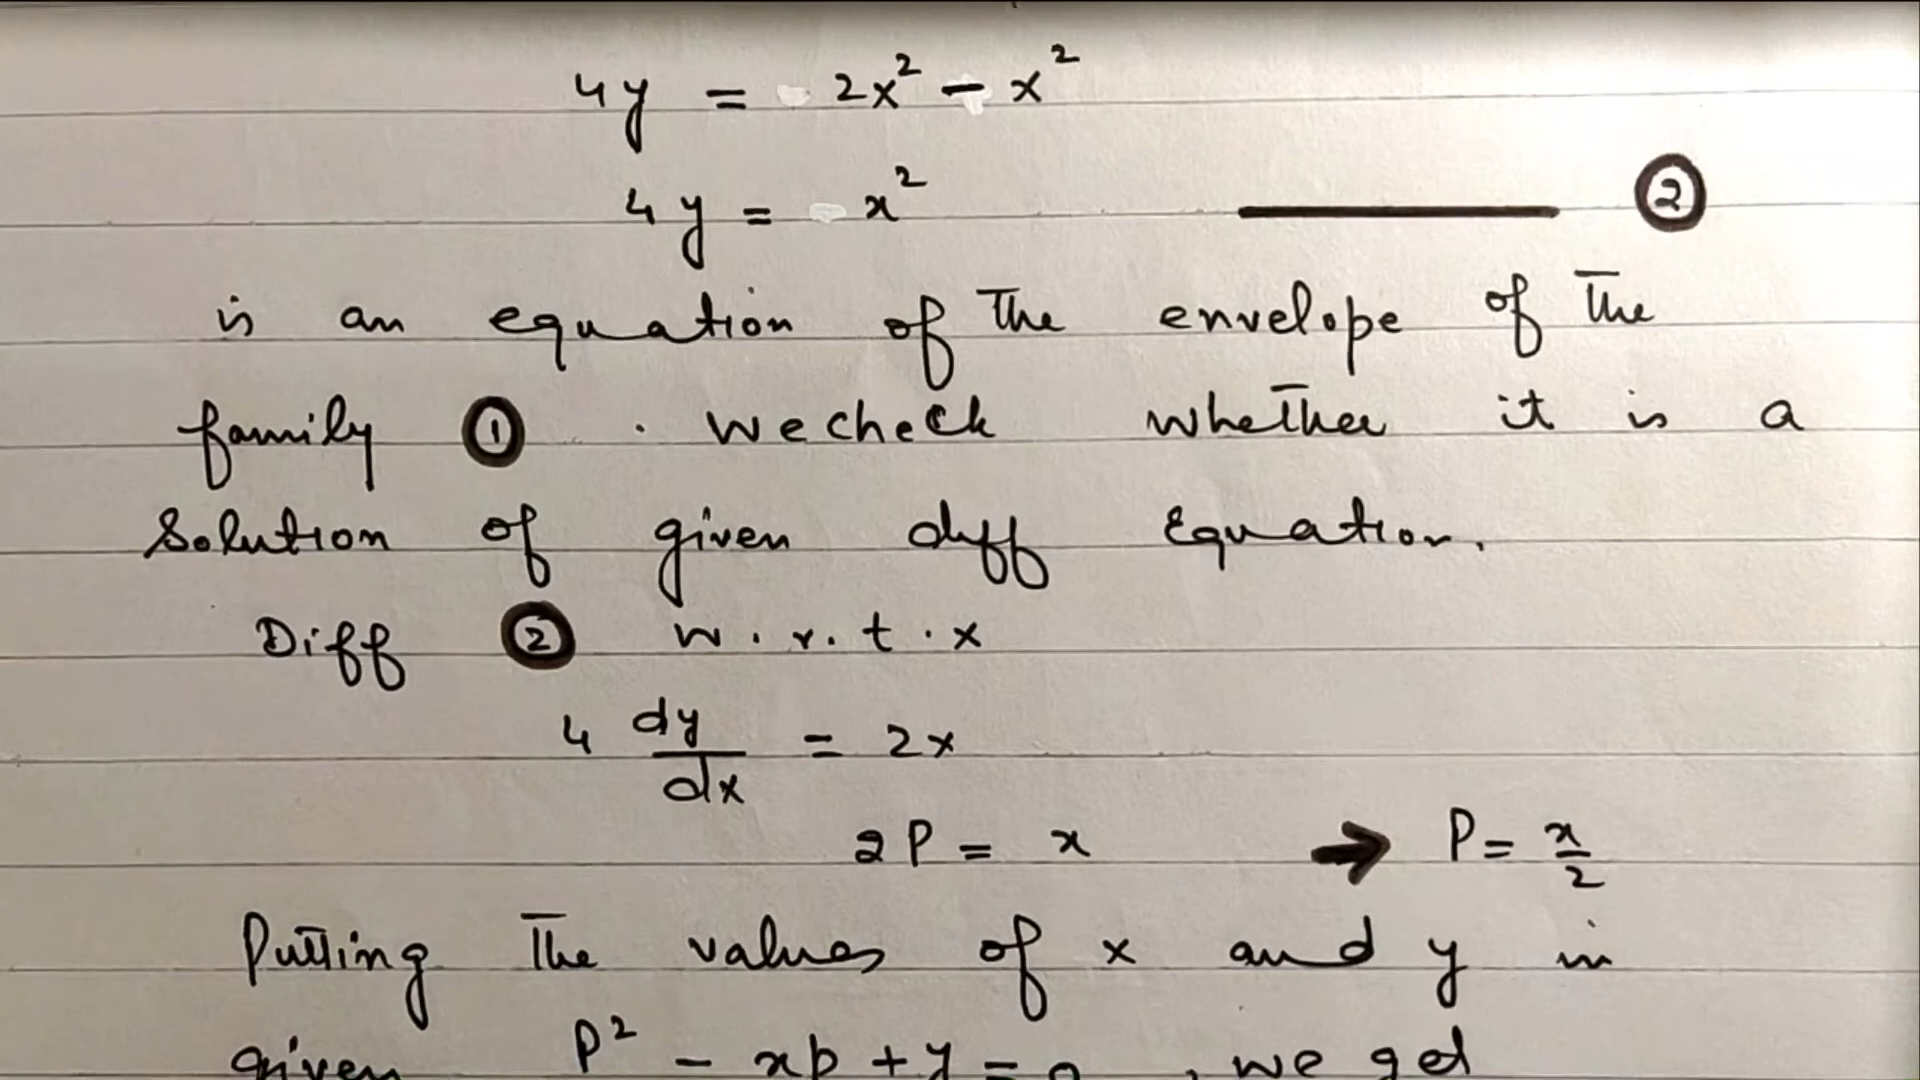 4y = 2x² - x²
4y = x² ——— ②
is an equation of the envelope of the
family ① . we check whether it is a
Solution of given diff Equation.
Diff ② w.r.t.x
4 dy/dx = 2x
2P = x → P = x/2
Putting the values of x and y in
given P² - xp + y = 0, we get